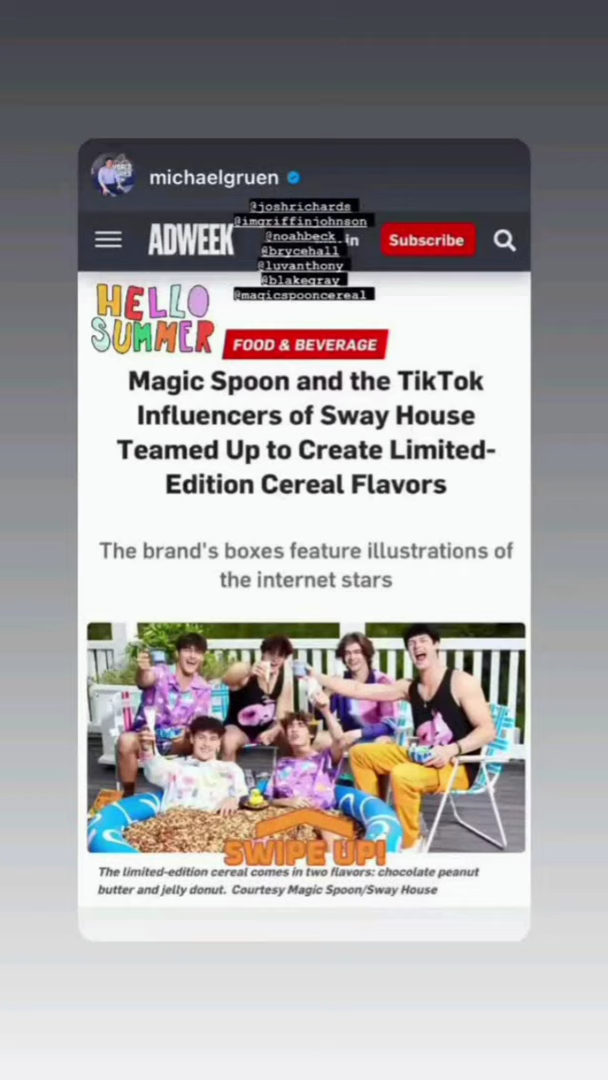 michaelgruen
@joshrichards
@imgriffinjohnson
@noahbeck
@brycehall
@luvanthony
@blakegray
@magicspooncereal
ADWEEK
in
Subscribe
HELLO
SUMMER
FOOD & BEVERAGE
Magic Spoon and the TikTok
Influencers of Sway House
Teamed Up to Create Limited-
Edition Cereal Flavors
The brand's boxes feature illustrations of
the internet stars
SWIPE UP!
The limited-edition cereal comes in two flavors: chocolate peanut
butter and jelly donut. Courtesy Magic Spoon/Sway House